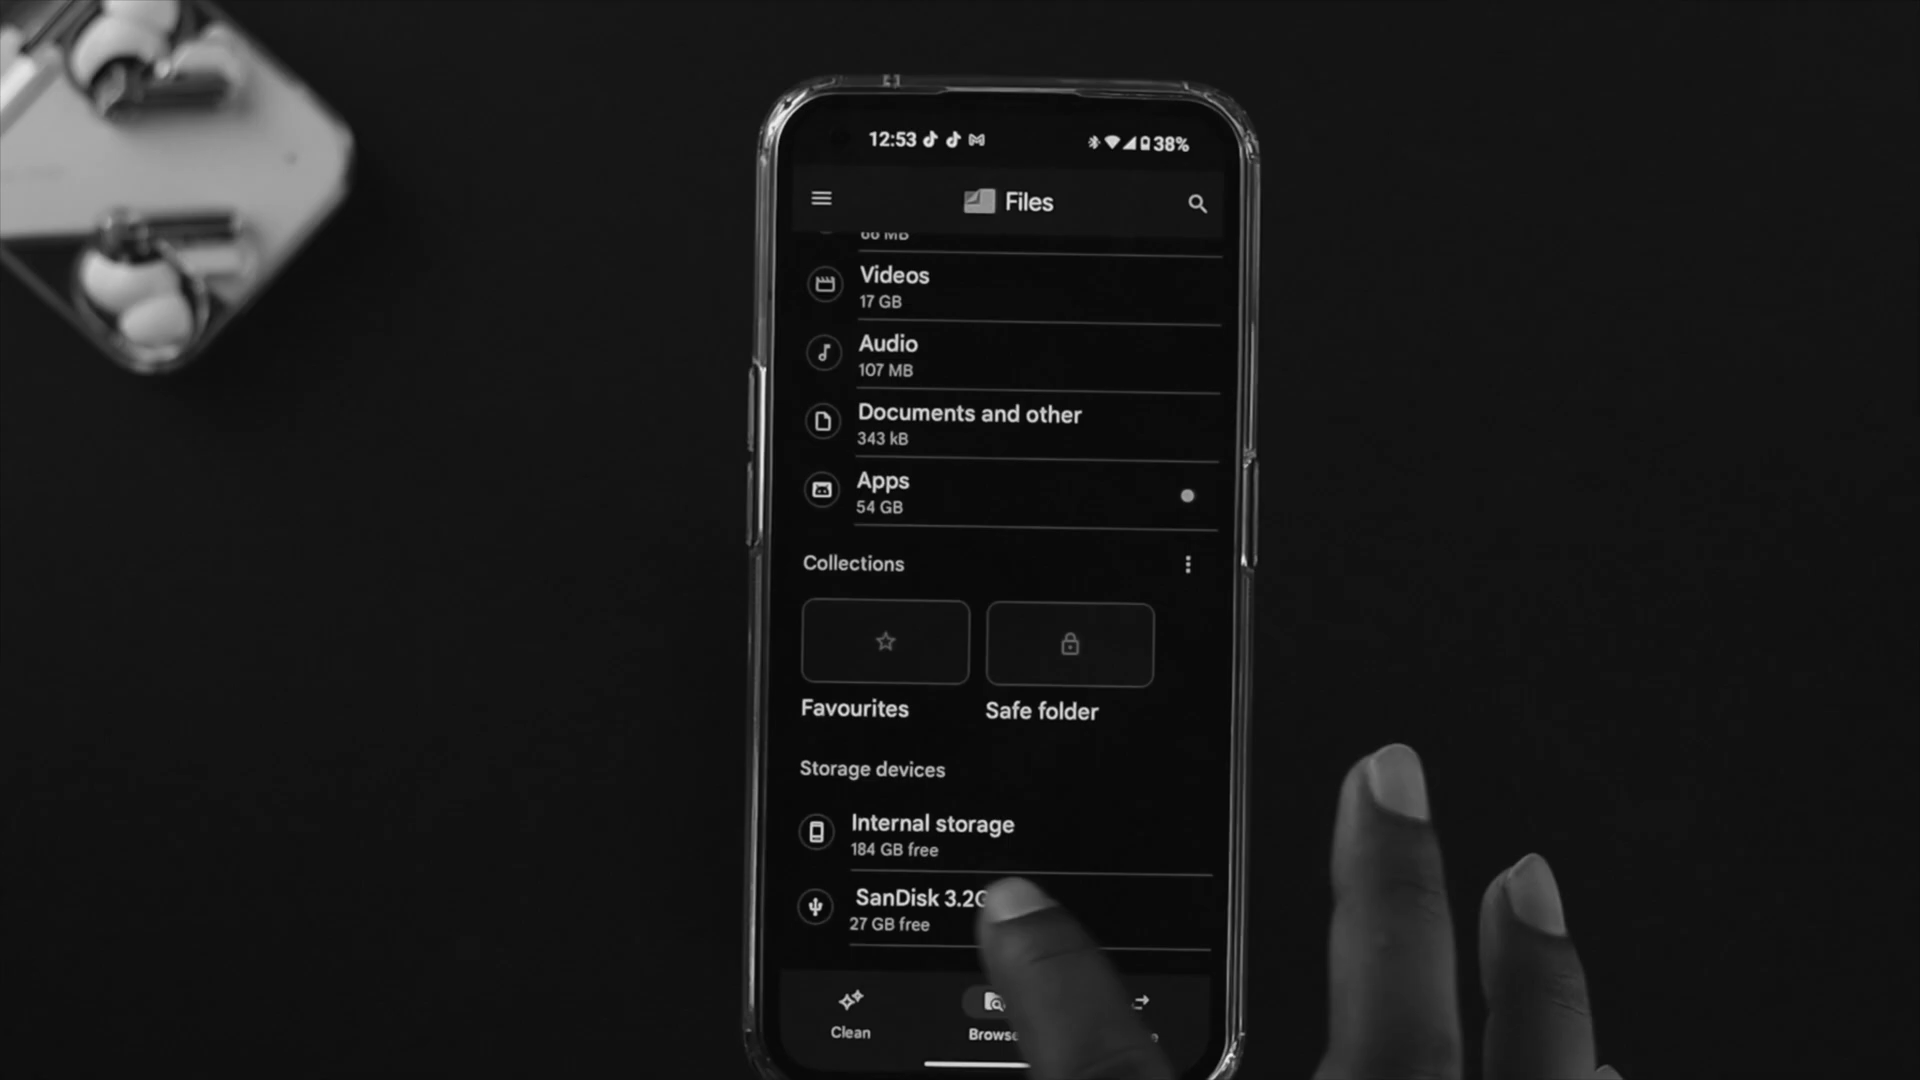 12:53 38%
Files
Videos
17 GB
Audio
107 MB
Documents and other
343 kB
Apps
54 GB
Collections
Favourites
Safe folder
Storage devices
Internal storage
184 GB free
SanDisk
27 GB free
Clean